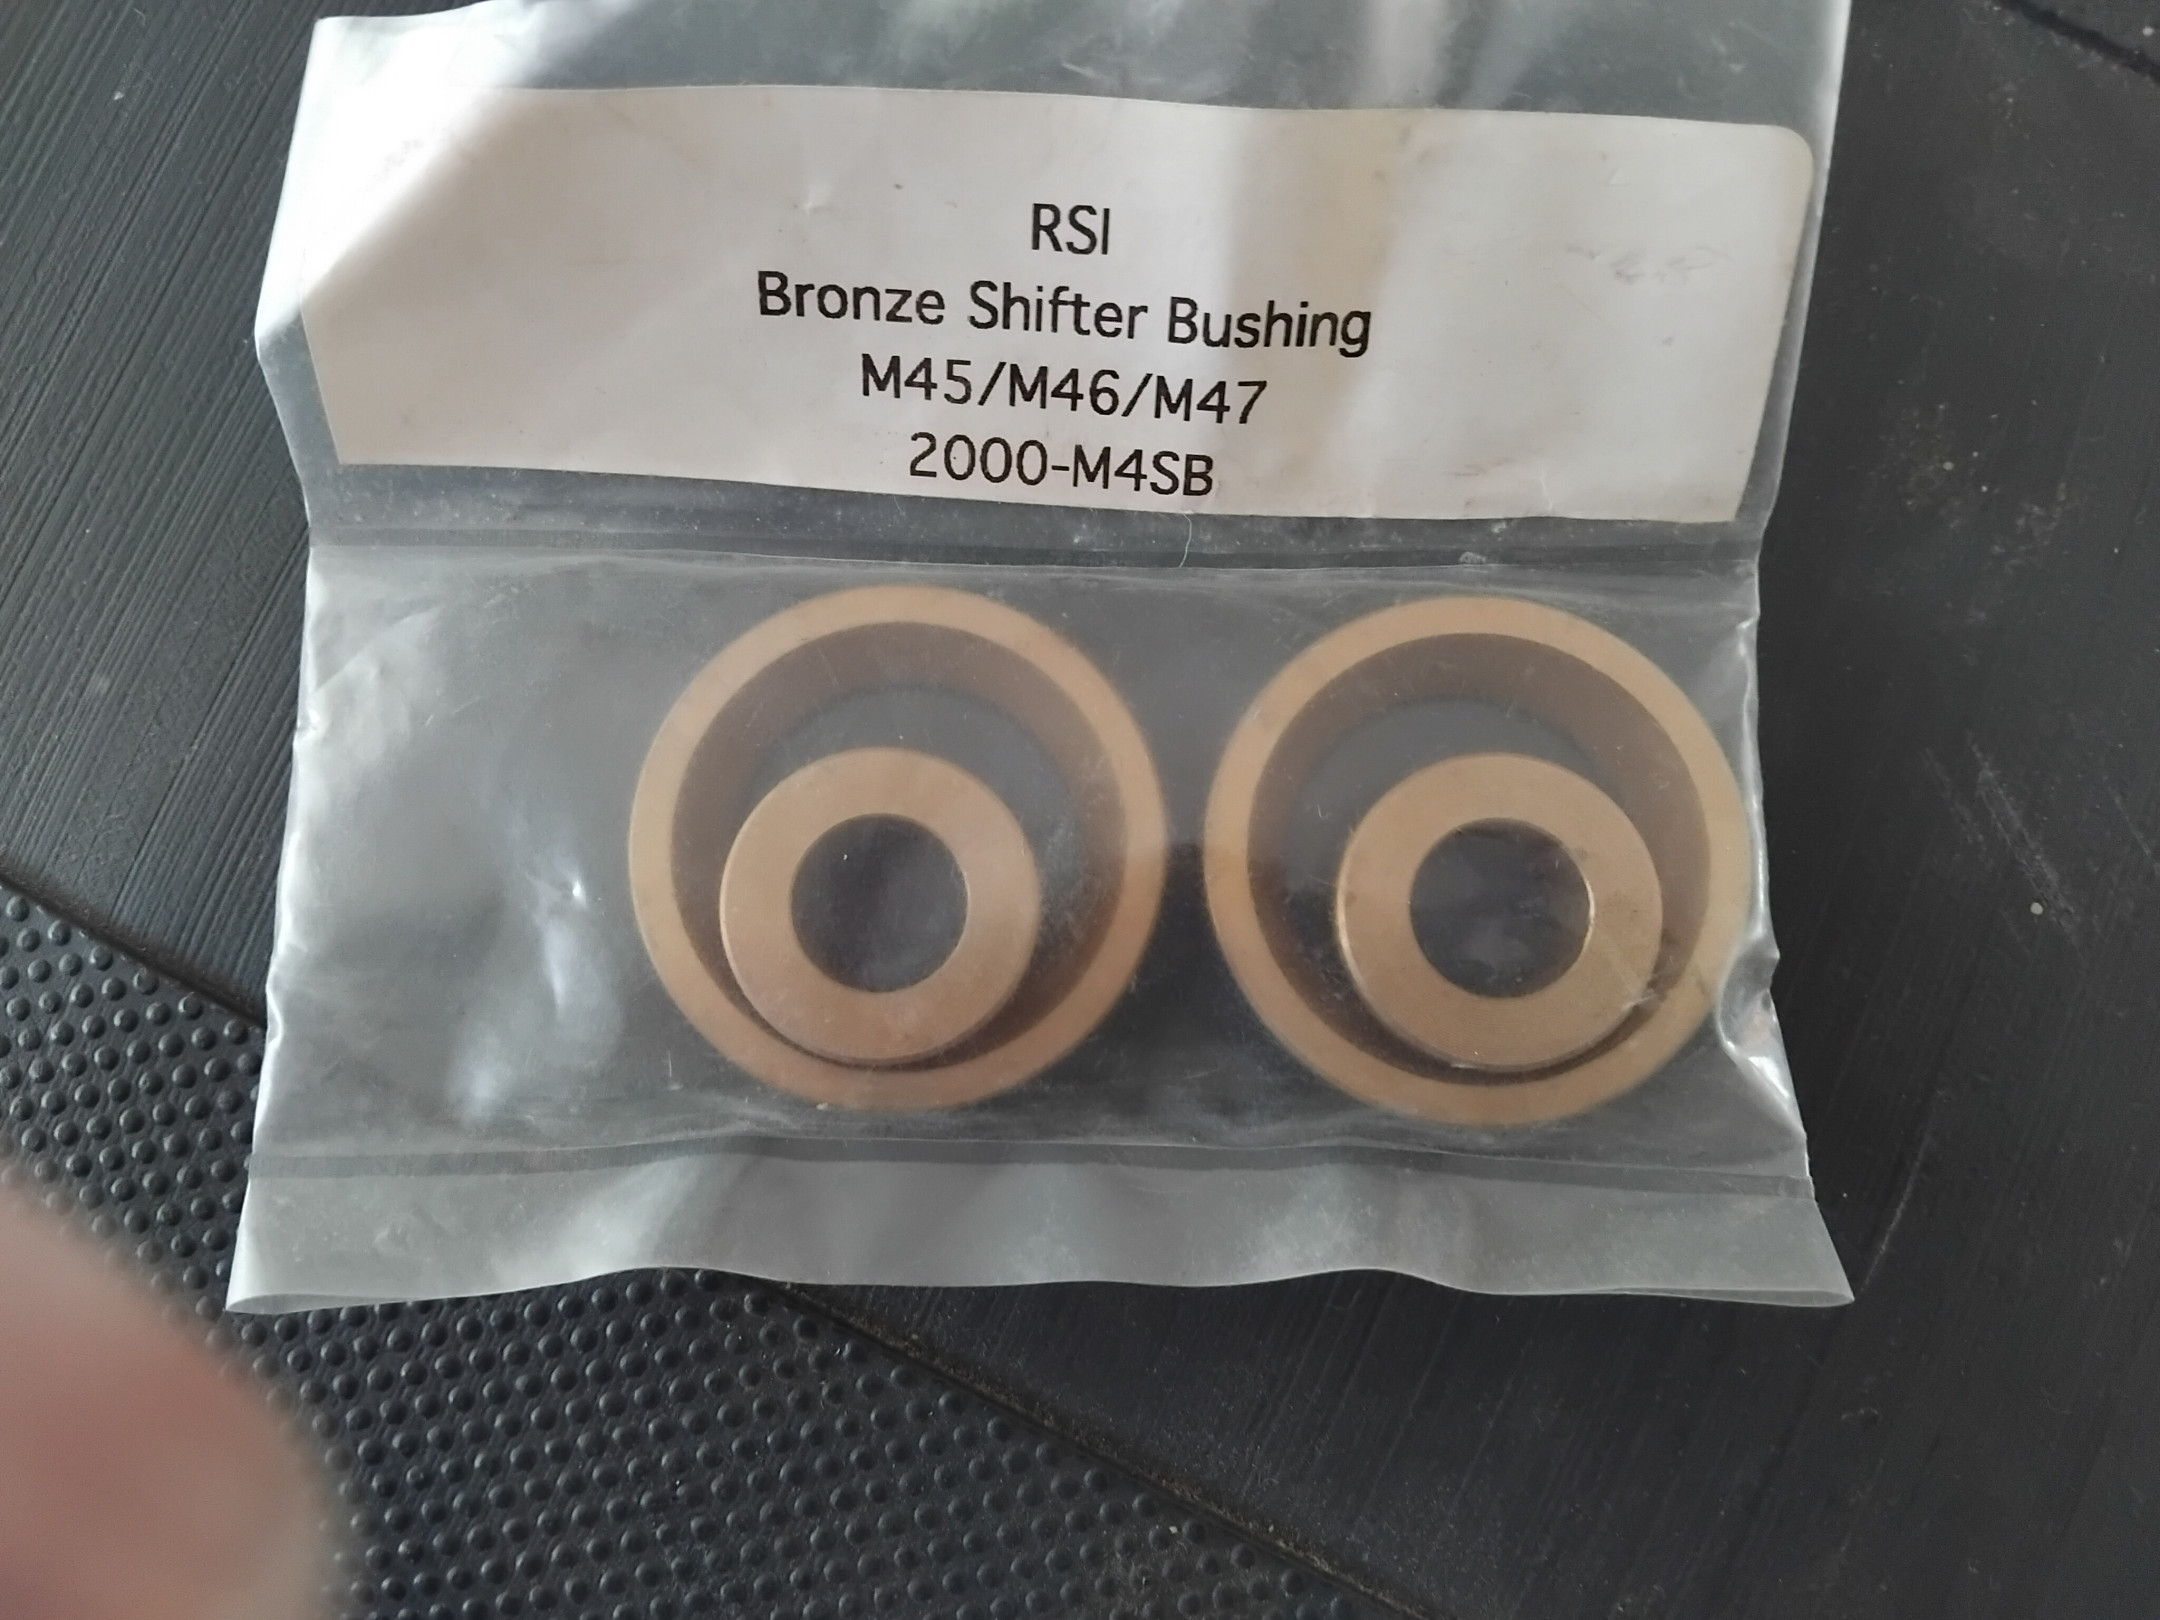 RSI
Bronze Shifter Bushing
M45/M46/M47
2000-M4SB